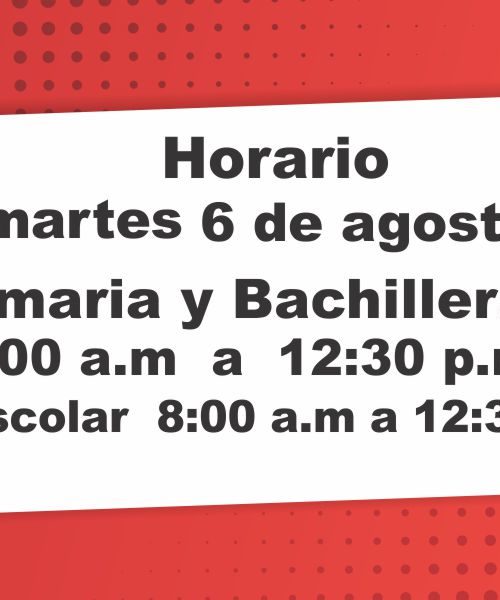 Horario
martes 6 de agost
maria y Bachiller
00 a.m a 12:30 p.
scolar 8:00 a.m a 12:3